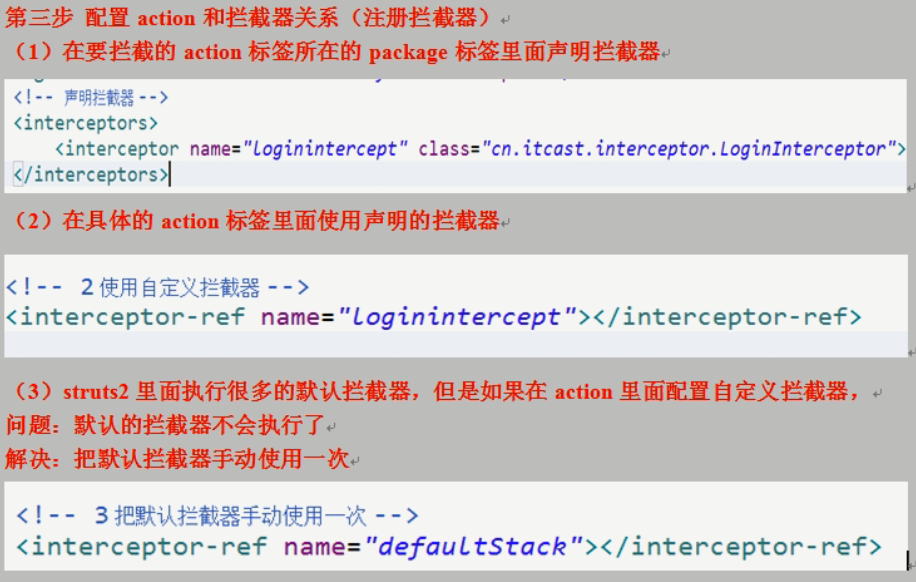 第三步 配置 action 和拦截器关系（注册拦截器）
（1）在要拦截的 action 标签所在的 package 标签里面声明拦截器
<!-- 声明拦截器 -->
<interceptors>
<interceptor name="loginintercept" class="cn.itcast.interceptor.LoginInterceptor">
</interceptors>
（2）在具体的 action 标签里面使用声明的拦截器
<!-- 2 使用自定义拦截器 -->
<interceptor-ref name="loginintercept"></interceptor-ref>
（3）struts2 里面执行很多的默认拦截器，但是如果在 action 里面配置自定义拦截器，
问题：默认的拦截器不会执行了
解决：把默认拦截器手动使用一次
<!-- 3 把默认拦截器手动使用一次 -->
<interceptor-ref name="defaultStack"></interceptor-ref>